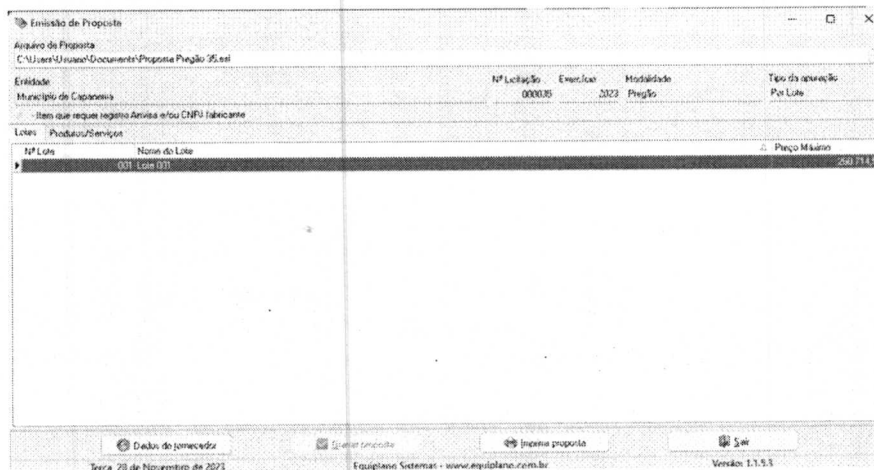 Emissão de Proposta
Arquivo de Proposta
C:\Users\Usuario\Documents\Proposta Pregão 35.esl
Entidade Nº Licitação Exercício Modalidade Tipo da apuração
Município de Capanema 000035 2023 Pregão Por Lote
- Item que requer registro Anvisa e/ou CNPJ fabricante
Lotes Produtos/Serviços
Nº Lote Nome do Lote Preço Máximo
001 Lote 001
Dados do fornecedor Gravar proposta Imprimir proposta Sair
Terça, 28 de Novembro de 2023 Equiplano Sistemas - www.equiplano.com.br Versão: 1.1.5.3